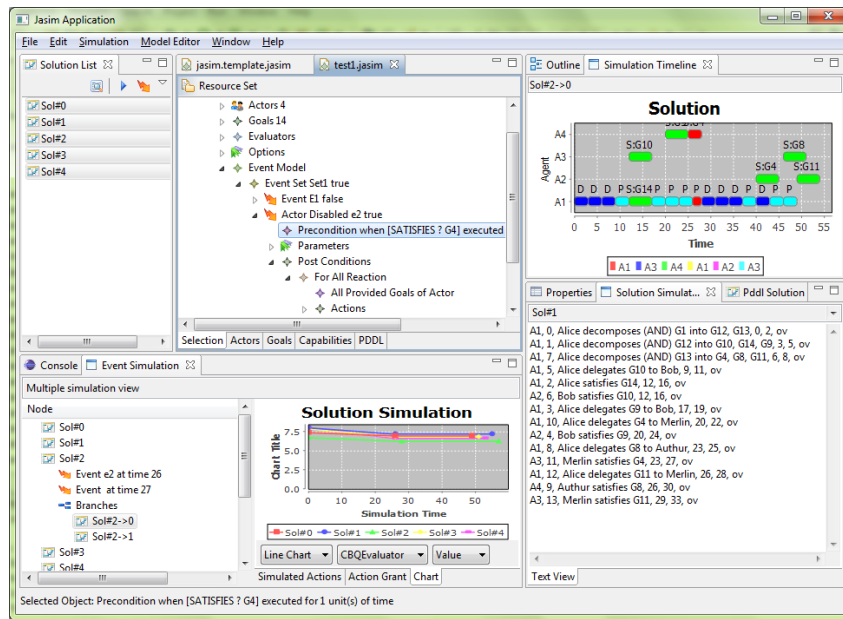 Jasim Application
File Edit Simulation Model Editor Window Help
Solution List
Sol#0
Sol#1
Sol#2
Sol#3
Sol#4
jasim.template.jasim
test1.jasim
Resource Set
Actors 4
Goals 14
Evaluators
Options
Event Model
Event Set Set1 true
Event E1 false
Actor Disabled e2 true
Precondition when [SATISFIES ? G4] executed
Parameters
Post Conditions
For All Reaction
All Provided Goals of Actor
Actions
Selection Actors Goals Capabilities PDDL
Outline Simulation Timeline
Sol#2->0
Solution
A4
S:G10 S:G8
A3
S:G4 S:G11
A2
D D D P S:G14 P P P P D D D P D P P
A1
Agent
0 5 10 15 20 25 30 35 40 45 50 55
Time
A1 A3 A4 A1 A2 A3
Properties Solution Simulat... Pddl Solution
Sol#1
A1, 0, Alice decomposes (AND) G1 into G12, G13, 0, 2, ov
A1, 1, Alice decomposes (AND) G12 into G10, G14, G9, 3, 5, ov
A1, 7, Alice decomposes (AND) G13 into G4, G8, G11, 6, 8, ov
A1, 5, Alice delegates G10 to Bob, 9, 11, ov
A1, 2, Alice satisfies G14, 12, 16, ov
A2, 6, Bob satisfies G10, 12, 16, ov
A1, 3, Alice delegates G9 to Bob, 17, 19, ov
A1, 10, Alice delegates G4 to Merlin, 20, 22, ov
A2, 4, Bob satisfies G9, 20, 24, ov
A1, 8, Alice delegates G8 to Authur, 23, 25, ov
A3, 11, Merlin satisfies G4, 23, 27, ov
A1, 12, Alice delegates G11 to Merlin, 26, 28, ov
A4, 9, Authur satisfies G8, 26, 30, ov
A3, 13, Merlin satisfies G11, 29, 33, ov
Text View
Console Event Simulation
Multiple simulation view
Node
Sol#0
Sol#1
Sol#2
Event e2 at time 26
Event at time 27
Branches
Sol#2->0
Sol#2->1
Sol#3
Sol#4
Solution Simulation
Chart Title
7.5
5.0
2.5
0.0
0 10 20 30 40 50
Simulation Time
Sol#0 Sol#1 Sol#2 Sol#3 Sol#4
Line Chart CBQEvaluator Value
Simulated Actions Action Grant Chart
Selected Object: Precondition when [SATISFIES ? G4] executed for 1 unit(s) of time